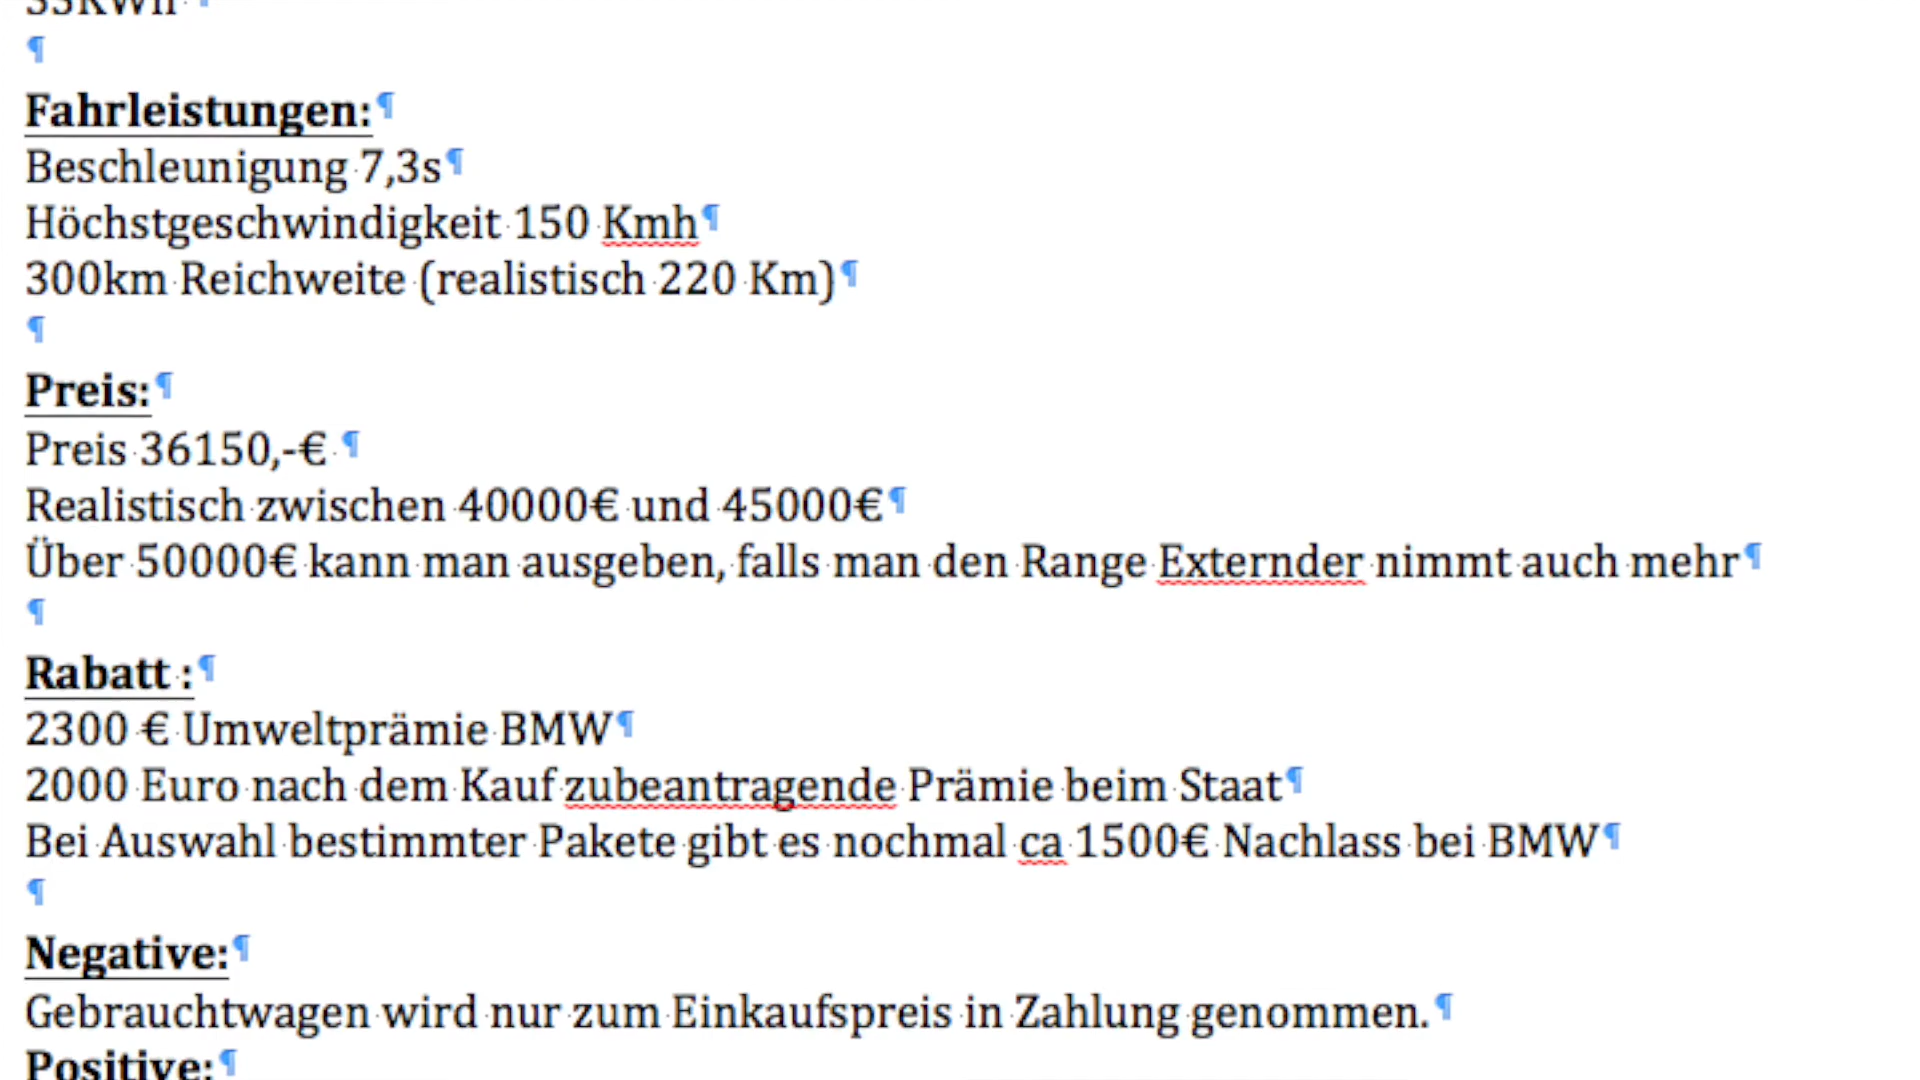 Fahrleistungen:
Beschleunigung 7,3s
Höchstgeschwindigkeit 150 Kmh
300km Reichweite (realistisch 220 Km)
Preis:
Preis 36150,-€
Realistisch zwischen 40000€ und 45000€
Über 50000€ kann man ausgeben, falls man den Range Externder nimmt auch mehr
Rabatt :
2300 € Umweltprämie BMW
2000 Euro nach dem Kauf zubeantragende Prämie beim Staat
Bei Auswahl bestimmter Pakete gibt es nochmal ca 1500€ Nachlass bei BMW
Negative:
Gebrauchtwagen wird nur zum Einkaufspreis in Zahlung genommen.
Positive: